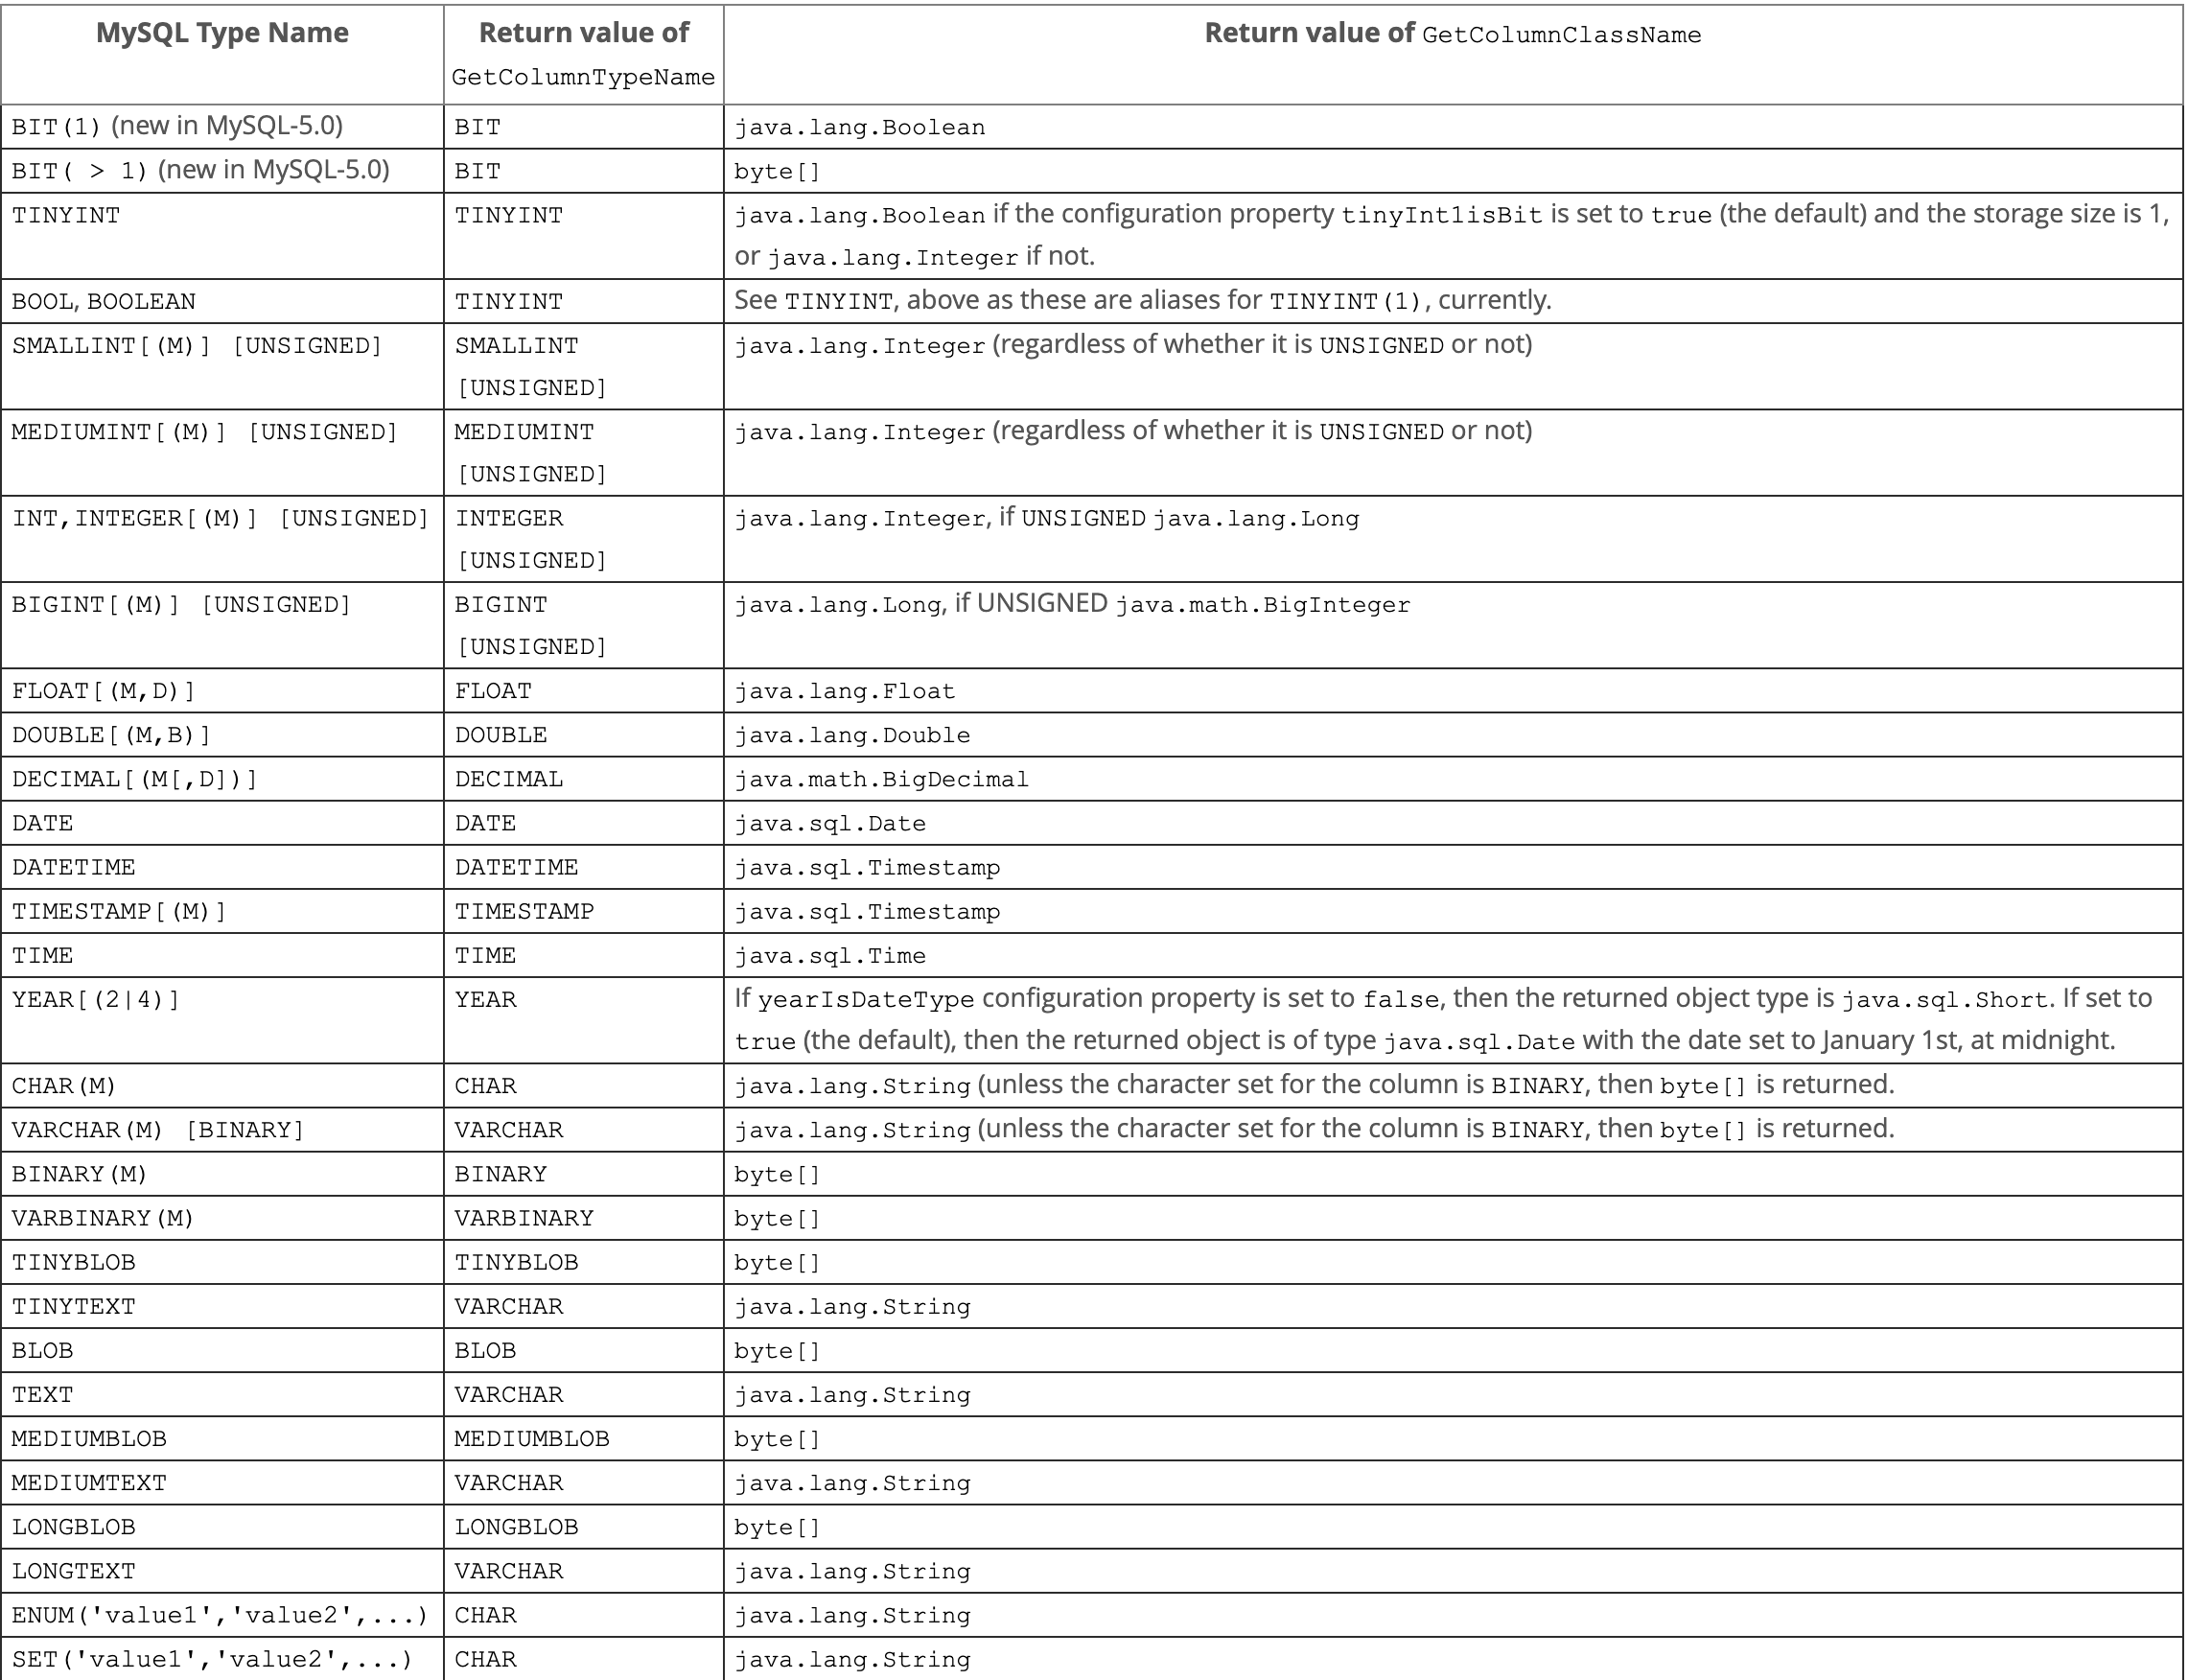 MySQL Type Name
Return value of
GetColumnTypeName
Return value of GetColumnClassName
BIT(1) (new in MySQL-5.0)
BIT
java.lang.Boolean
BIT( > 1) (new in MySQL-5.0)
BIT
byte[]
TINYINT
TINYINT
java.lang.Boolean if the configuration property tinyInt1isBit is set to true (the default) and the storage size is 1,
or java.lang.Integer if not.
BOOL, BOOLEAN
TINYINT
See TINYINT, above as these are aliases for TINYINT(1), currently.
SMALLINT[(M)] [UNSIGNED]
SMALLINT
[UNSIGNED]
java.lang.Integer (regardless of whether it is UNSIGNED or not)
MEDIUMINT[(M)] [UNSIGNED]
MEDIUMINT
[UNSIGNED]
java.lang.Integer (regardless of whether it is UNSIGNED or not)
INT,INTEGER[(M)] [UNSIGNED]
INTEGER
[UNSIGNED]
java.lang.Integer, if UNSIGNED java.lang.Long
BIGINT[(M)] [UNSIGNED]
BIGINT
[UNSIGNED]
java.lang.Long, if UNSIGNED java.math.BigInteger
FLOAT[(M,D)]
FLOAT
java.lang.Float
DOUBLE[(M,B)]
DOUBLE
java.lang.Double
DECIMAL[(M[,D])]
DECIMAL
java.math.BigDecimal
DATE
DATE
java.sql.Date
DATETIME
DATETIME
java.sql.Timestamp
TIMESTAMP[(M)]
TIMESTAMP
java.sql.Timestamp
TIME
TIME
java.sql.Time
YEAR[(2|4)]
YEAR
If yearIsDateType configuration property is set to false, then the returned object type is java.sql.Short. If set to
true (the default), then the returned object is of type java.sql.Date with the date set to January 1st, at midnight.
CHAR(M)
CHAR
java.lang.String (unless the character set for the column is BINARY, then byte[] is returned.
VARCHAR(M) [BINARY]
VARCHAR
java.lang.String (unless the character set for the column is BINARY, then byte[] is returned.
BINARY(M)
BINARY
byte[]
VARBINARY(M)
VARBINARY
byte[]
TINYBLOB
TINYBLOB
byte[]
TINYTEXT
VARCHAR
java.lang.String
BLOB
BLOB
byte[]
TEXT
VARCHAR
java.lang.String
MEDIUMBLOB
MEDIUMBLOB
byte[]
MEDIUMTEXT
VARCHAR
java.lang.String
LONGBLOB
LONGBLOB
byte[]
LONGTEXT
VARCHAR
java.lang.String
ENUM('value1','value2',...)
CHAR
java.lang.String
SET('value1','value2',...)
CHAR
java.lang.String